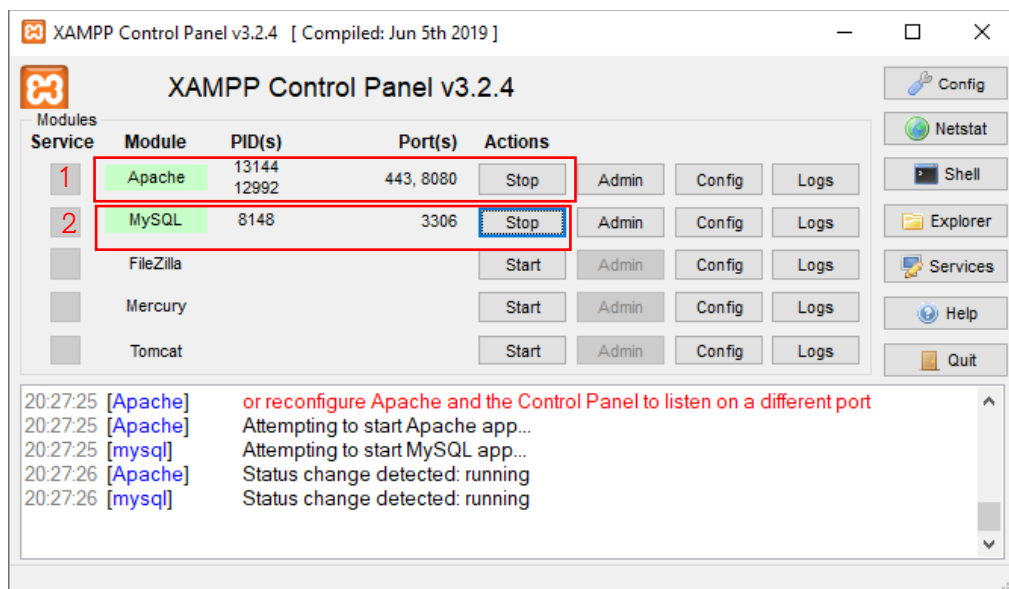 XAMPP Control Panel v3.2.4 [ Compiled: Jun 5th 2019 ]
XAMPP Control Panel v3.2.4
Config
Modules
Service Module PID(s) Port(s) Actions
Netstat
1 Apache 13144 12992 443, 8080 Stop Admin Config Logs
Shell
2 MySQL 8148 3306 Stop Admin Config Logs
Explorer
FileZilla Start Admin Config Logs
Services
Mercury Start Admin Config Logs
Help
Tomcat Start Admin Config Logs
Quit
20:27:25 [Apache] or reconfigure Apache and the Control Panel to listen on a different port
20:27:25 [Apache] Attempting to start Apache app...
20:27:25 [mysql] Attempting to start MySQL app...
20:27:26 [Apache] Status change detected: running
20:27:26 [mysql] Status change detected: running